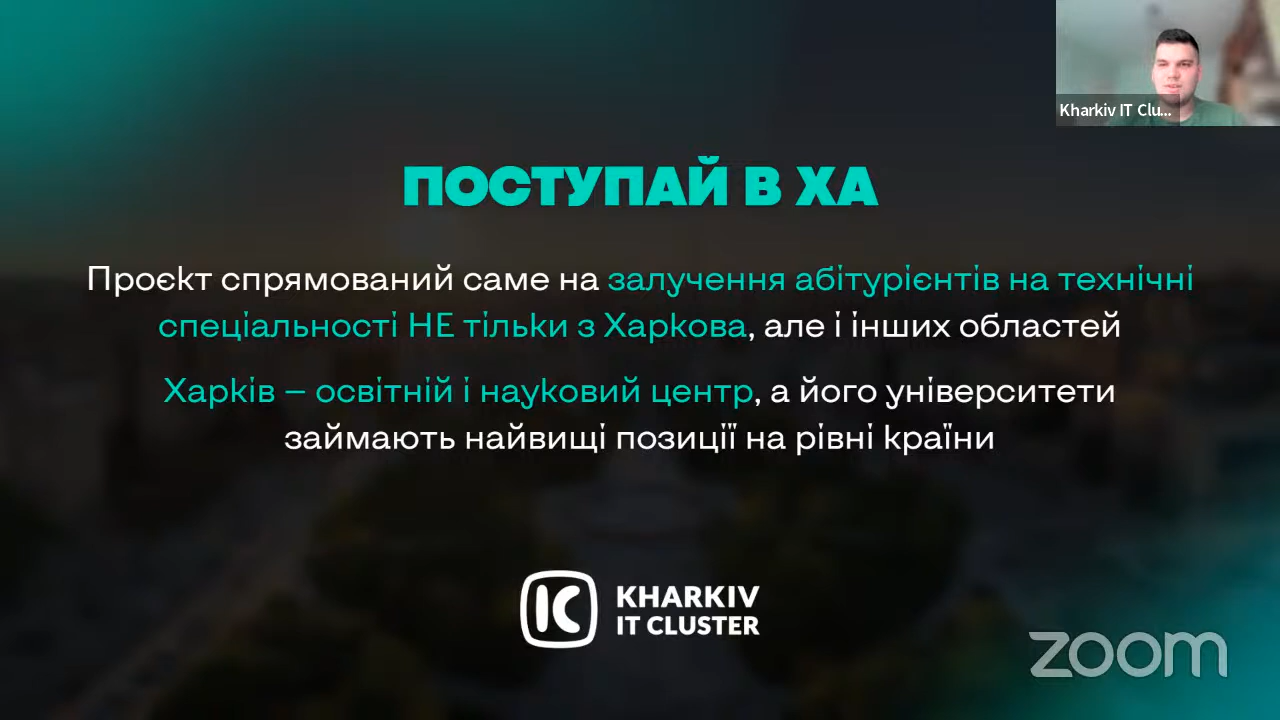 Kharkiv IT Clu...
ПОСТУПАЙ В ХА
Проєкт спрямований саме на залучення абітурієнтів на технічні
спеціальності НЕ тільки з Харкова, але і інших областей
Харків – освітній і науковий центр, а його університети
займають найвищі позиції на рівні країни
KHARKIV
IT CLUSTER
zoom